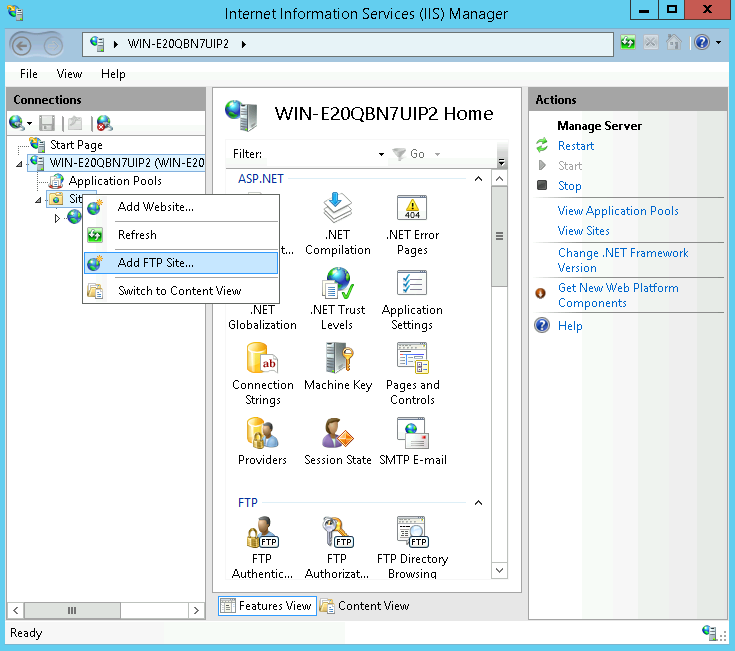 Internet Information Services (IIS) Manager
WIN-E20QBN7UIP2
File View Help
Connections
Start Page
WIN-E20QBN7UIP2 (WIN-E20
Application Pools
Sit
Add Website...
Refresh
Add FTP Site...
Switch to Content View
WIN-E20QBN7UIP2 Home
Filter: Go
ASP.NET
t...
.NET
Compilation
404
.NET Error
Pages
.NET
Globalization
.NET Trust
Levels
Application
Settings
ab
Connection
Strings
Machine Key
Pages and
Controls
Providers
Session State
SMTP E-mail
FTP
FTP
FTP
Authentic...
FTP
FTP
Authorizat...
FTP
FTP Directory
Browsing
Features View
Content View
Actions
Manage Server
Restart
Start
Stop
View Application Pools
View Sites
Change .NET Framework
Version
Get New Web Platform
Components
Help
Ready